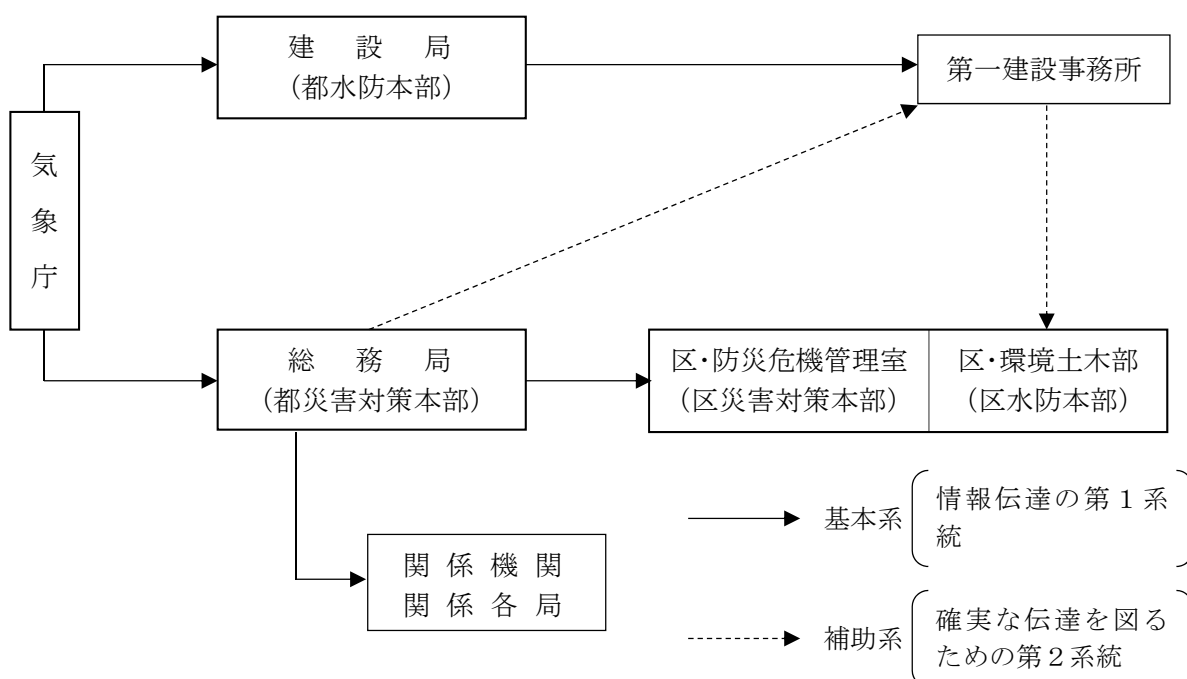 建設局
(都水防本部)
第一建設事務所
気象庁
総務局
(都災害対策本部)
区・防災危機管理室
(区災害対策本部)
区・環境土木部
(区水防本部)
関係機関
関係各局
基本系
情報伝達の第1系
統
補助系
確実な伝達を図る
ための第2系統